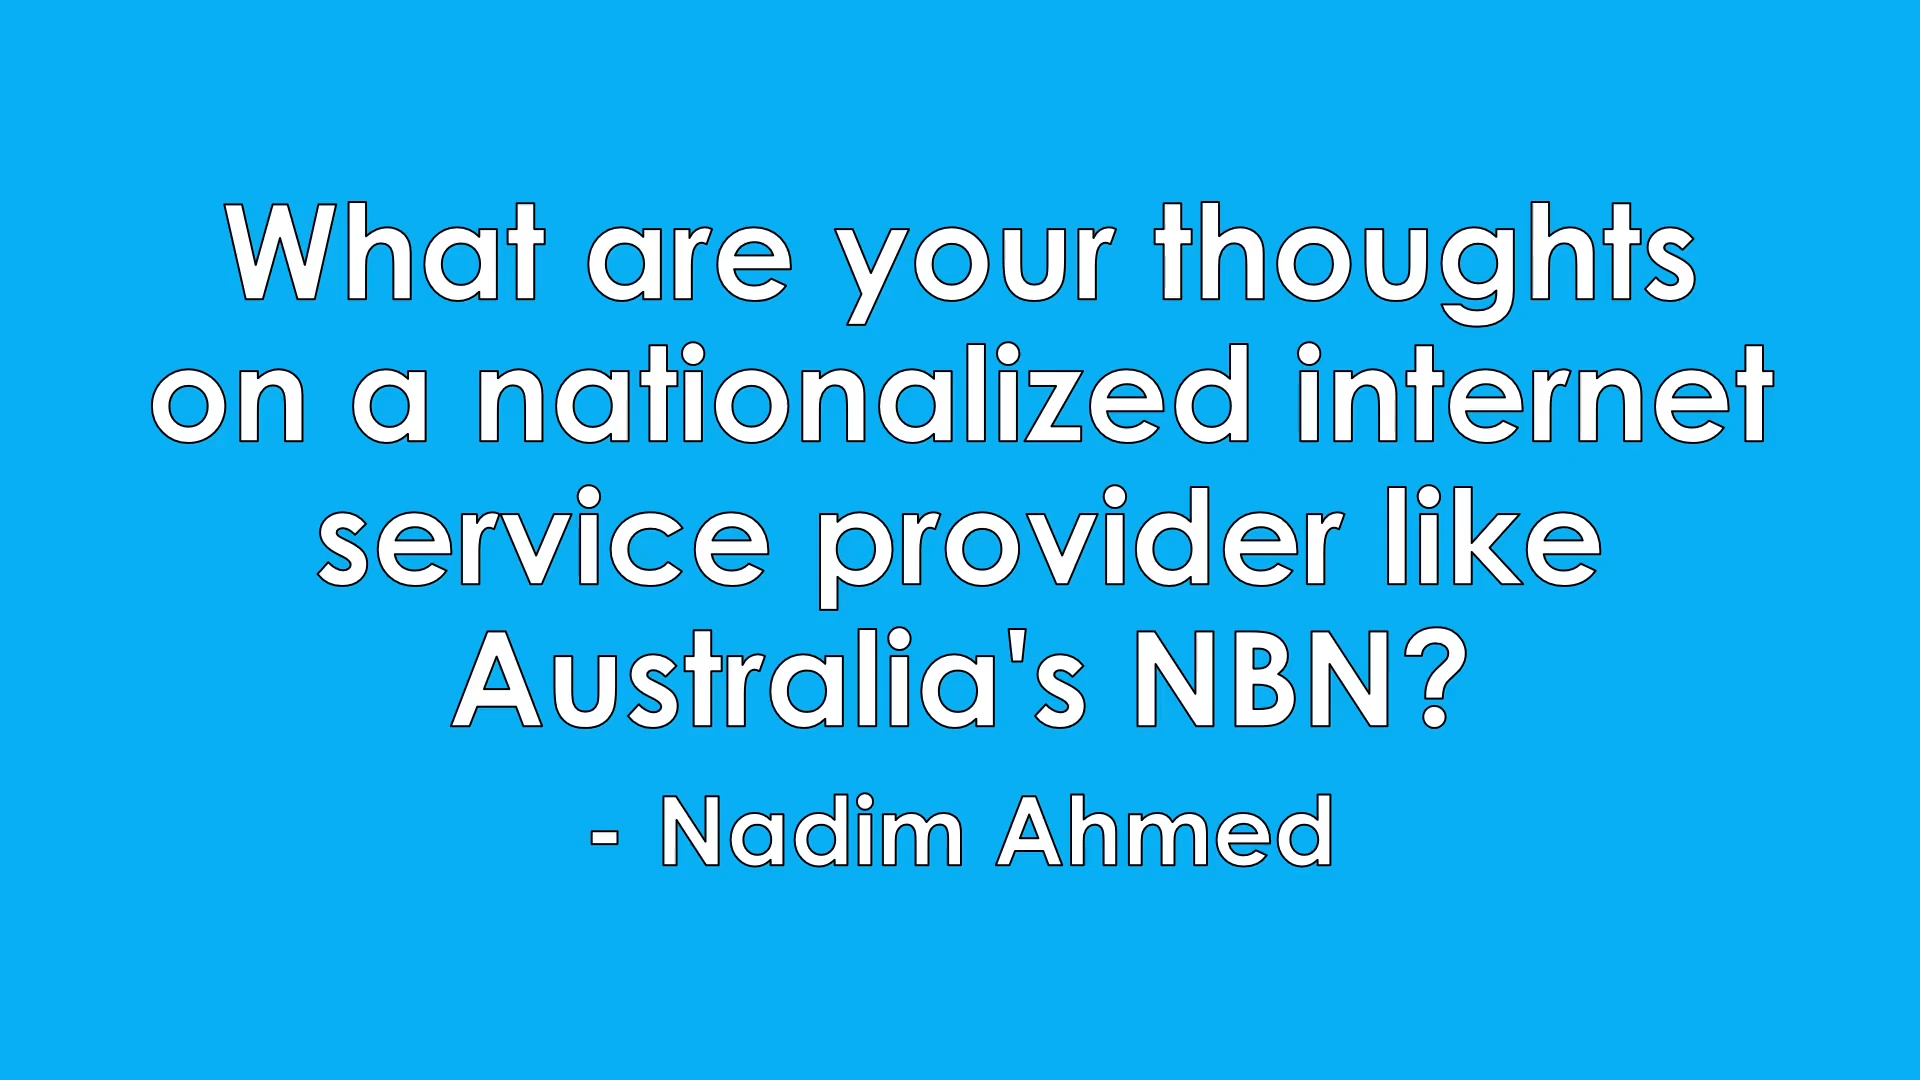 What are your thoughts
on a nationalized internet
service provider like
Australia's NBN?
- Nadim Ahmed